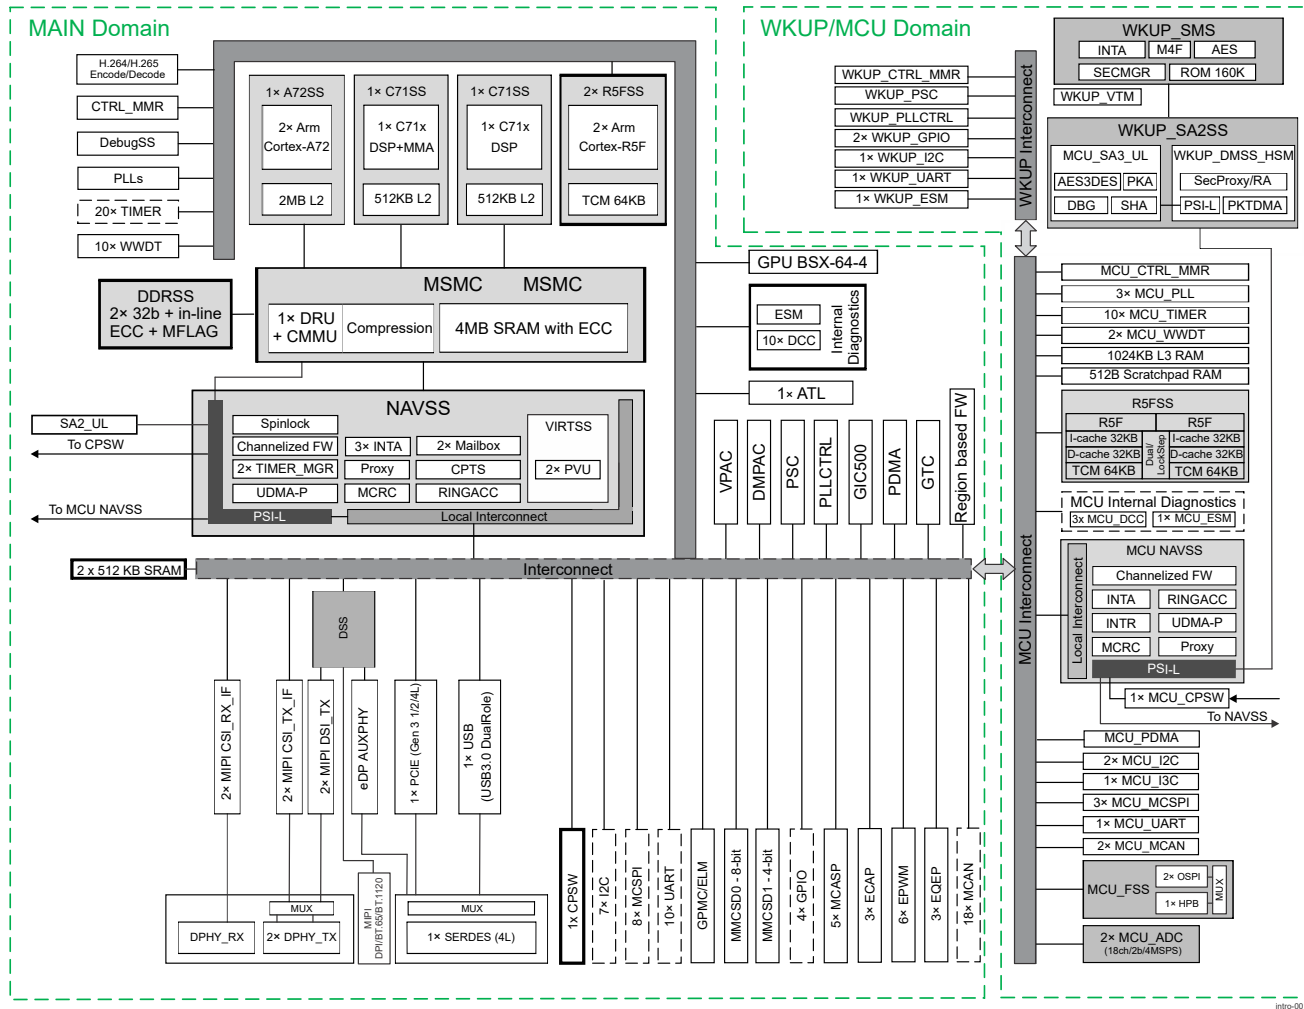 MAIN Domain
H.264/H.265
Encode/Decode
CTRL_MMR
DebugSS
PLLs
20× TIMER
10× WWDT
1× A72SS
2× Arm
Cortex-A72
2MB L2
1× C71SS
1× C71x
DSP+MMA
512KB L2
1× C71SS
1× C71x
DSP
512KB L2
2× R5FSS
2× Arm
Cortex-R5F
TCM 64KB
DDRSS
2× 32b + in-line
ECC + MFLAG
MSMC
MSMC
1× DRU
+ CMMU
Compression
4MB SRAM with ECC
GPU BSX-64-4
ESM
10× DCC
Internal
Diagnostics
1× ATL
NAVSS
Spinlock
Channelized FW
2× TIMER_MGR
UDMA-P
3× INTA
Proxy
MCRC
2× Mailbox
CPTS
RINGACC
VIRTSS
2× PVU
PSI-L
Local Interconnect
SA2_UL
To CPSW
To MCU NAVSS
VPAC
DMPAC
PSC
PLLCTRL
GIC500
PDMA
GTC
Region based FW
2 x 512 KB SRAM
Interconnect
DSS
2× MIPI CSI_RX_IF
2× MIPI CSI_TX_IF
2× MIPI DSI_TX
eDP AUXPHY
1× PCIE (Gen 3 1/2/4L)
1× USB
(USB3.0 DualRole)
DPHY_RX
MUX
2× DPHY_TX
MIPI
DPI/BT.65/BT.1120
MUX
1× SERDES (4L)
1x CPSW
7× I2C
8× MCSPI
10× UART
GPMC/ELM
MMCSD0 - 8-bit
MMCSD1 - 4-bit
4× GPIO
5× MCASP
3× ECAP
6× EPWM
3× EQEP
18× MCAN
WKUP/MCU Domain
WKUP_CTRL_MMR
WKUP_PSC
WKUP_PLLCTRL
2× WKUP_GPIO
1× WKUP_I2C
1× WKUP_UART
1× WKUP_ESM
WKUP Interconnect
WKUP_SMS
INTA
M4F
AES
SECMGR
ROM 160K
WKUP_VTM
WKUP_SA2SS
MCU_SA3_UL
AES3DES
PKA
DBG
SHA
WKUP_DMSS_HSM
SecProxy/RA
PSI-L
PKTDMA
MCU Interconnect
MCU_CTRL_MMR
3× MCU_PLL
10× MCU_TIMER
2× MCU_WWDT
1024KB L3 RAM
512B Scratchpad RAM
R5FSS
R5F
I-cache 32KB
D-cache 32KB
TCM 64KB
Dual/
LockStep
R5F
I-cache 32KB
D-cache 32KB
TCM 64KB
MCU Internal Diagnostics
3x MCU_DCC
1× MCU_ESM
MCU NAVSS
Local Interconnect
Channelized FW
INTA
RINGACC
INTR
UDMA-P
MCRC
Proxy
PSI-L
1× MCU_CPSW
To NAVSS
MCU_PDMA
2× MCU_I2C
1× MCU_I3C
3× MCU_MCSPI
1× MCU_UART
2× MCU_MCAN
MCU_FSS
2× OSPI
1× HPB
MUX
2× MCU_ADC
(18ch/2b/4MSPS)
intro-00